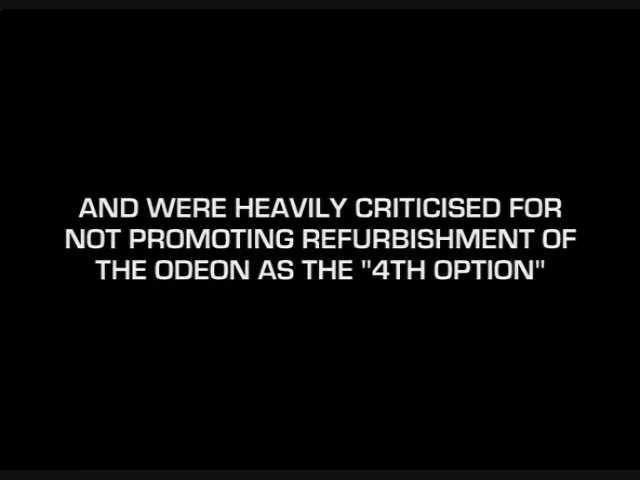 AND WERE HEAVILY CRITICISED FOR
NOT PROMOTING REFURBISHMENT OF
THE ODEON AS THE "4TH OPTION"